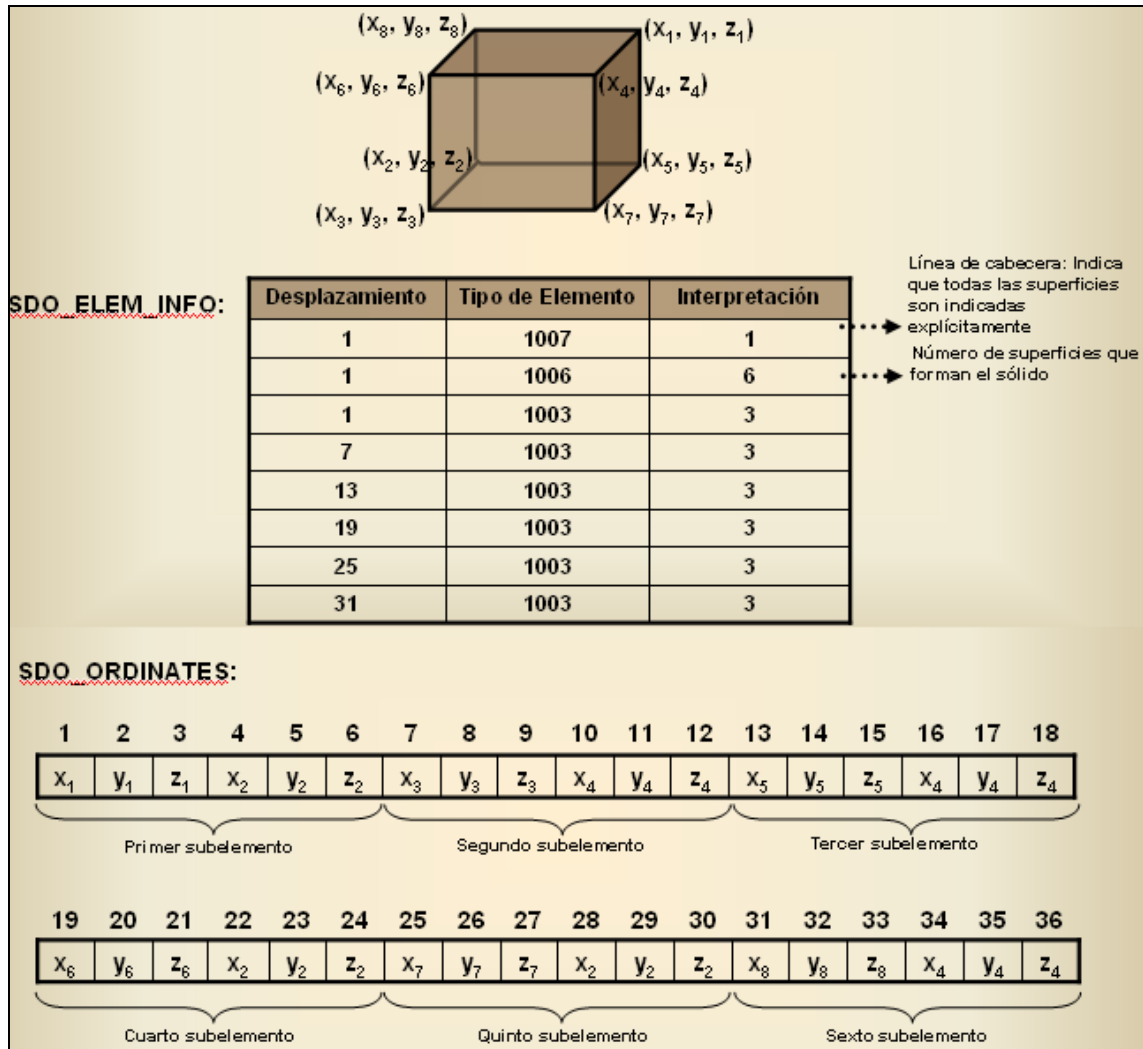 (x₈, y₈, z₈)
(x₁, y₁, z₁)
(x₆, y₆, z₆)
(x₄, y₄, z₄)
(x₂, y₂, z₂)
(x₅, y₅, z₅)
(x₃, y₃, z₃)
(x₇, y₇, z₇)
SDO_ELEM_INFO:
Desplazamiento Tipo de Elemento Interpretación
1 1007 1
1 1006 6
1 1003 3
7 1003 3
13 1003 3
19 1003 3
25 1003 3
31 1003 3
Línea de cabecera: Indica
que todas las superficies
son indicadas
explícitamente
Número de superficies que
forman el sólido
SDO_ORDINATES:
1 2 3 4 5 6 7 8 9 10 11 12 13 14 15 16 17 18
x₁ y₁ z₁ x₂ y₂ z₂ x₃ y₃ z₃ x₄ y₄ z₄ x₅ y₅ z₅ x₄ y₄ z₄
Primer subelemento Segundo subelemento Tercer subelemento
19 20 21 22 23 24 25 26 27 28 29 30 31 32 33 34 35 36
x₆ y₆ z₆ x₂ y₂ z₂ x₇ y₇ z₇ x₂ y₂ z₂ x₈ y₈ z₈ x₄ y₄ z₄
Cuarto subelemento Quinto subelemento Sexto subelemento